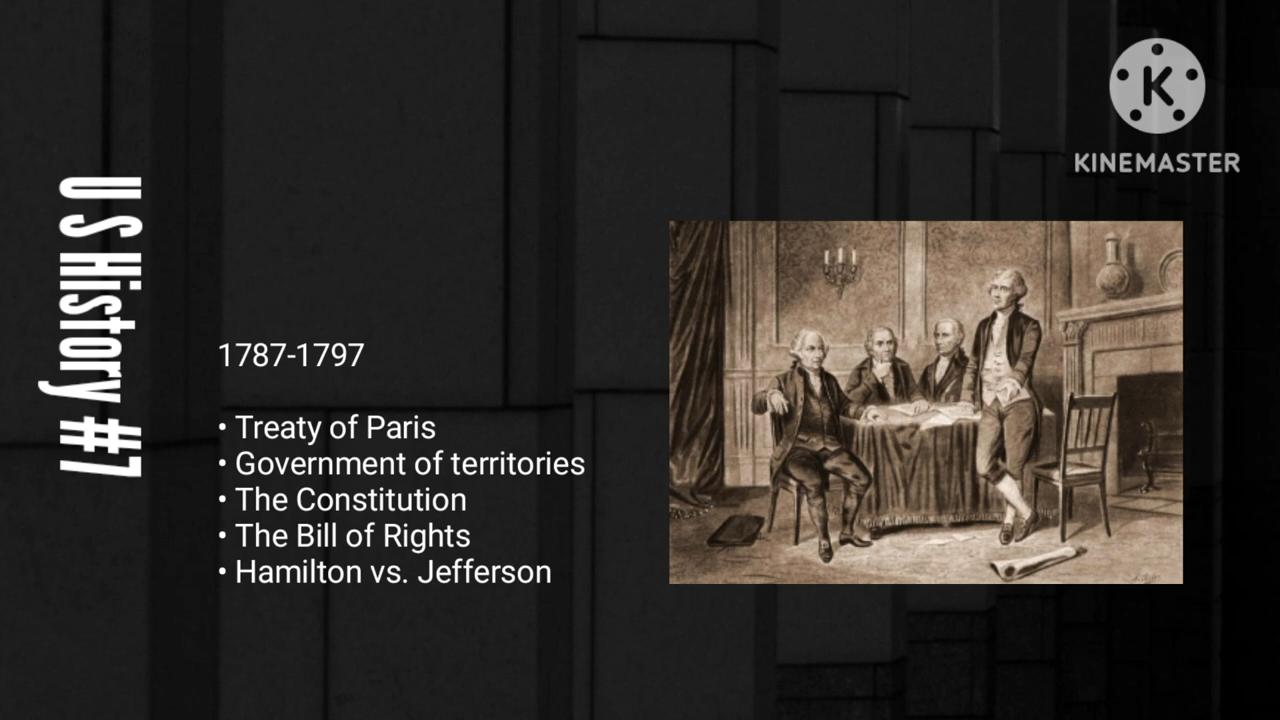 U S History #7
1787-1797
• Treaty of Paris
• Government of territories
• The Constitution
• The Bill of Rights
• Hamilton vs. Jefferson
K
KINEMASTER